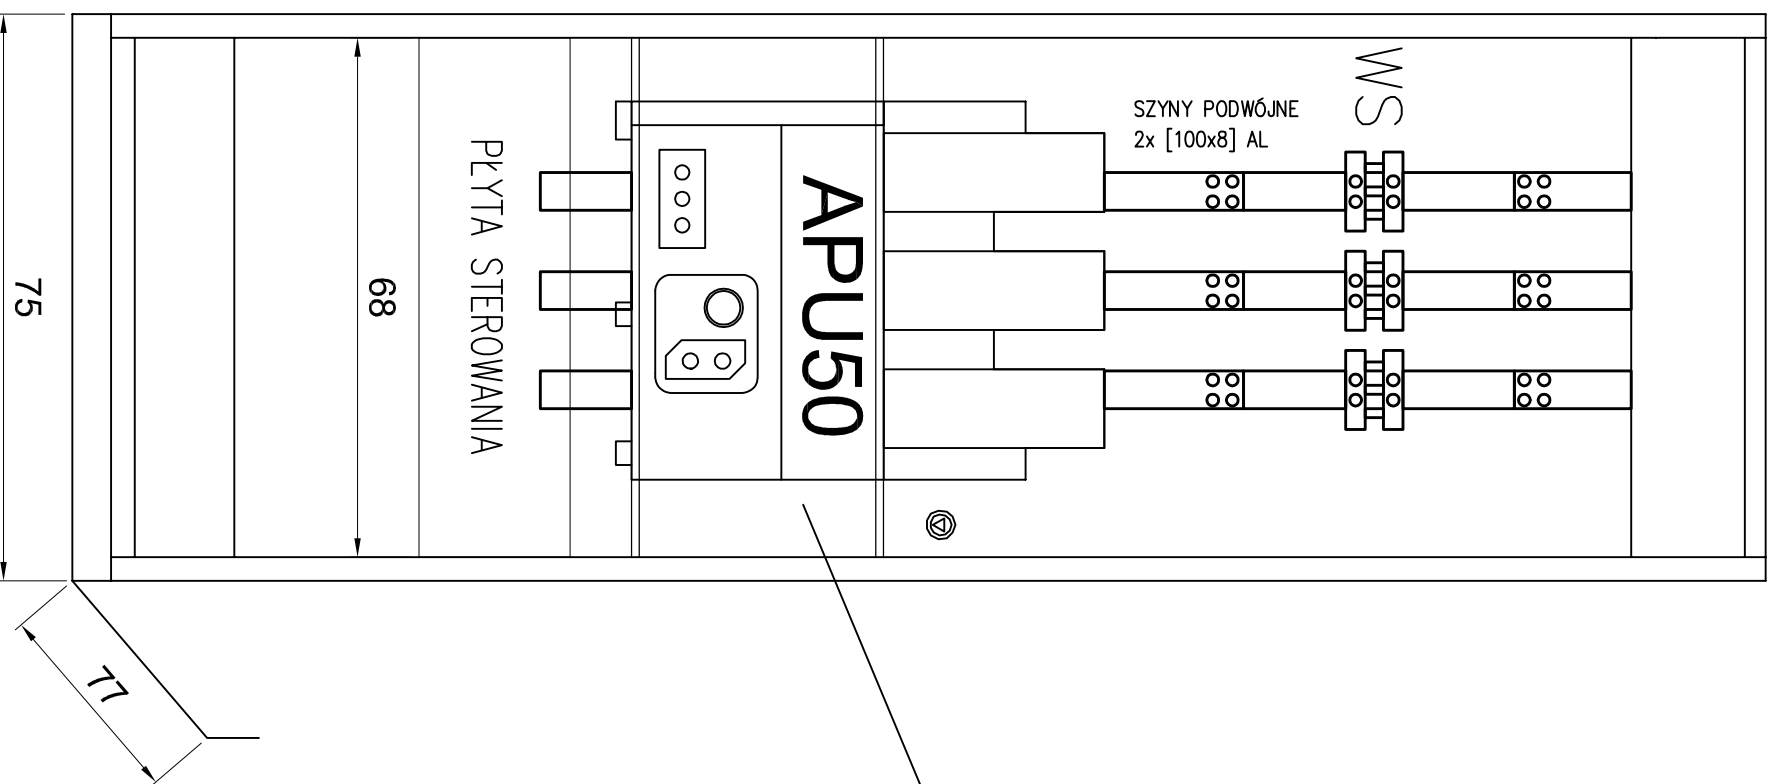 75
68
PŁYTA STEROWANIA
APU50
SZYNY PODWÓJNE
2x [100x8] AL
WS
77